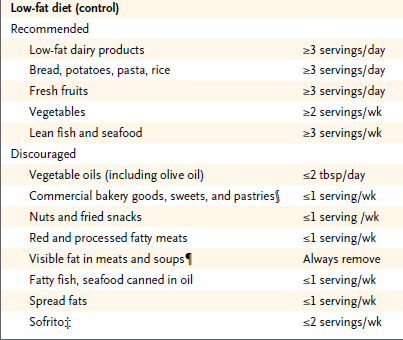 Low-fat diet (control)
Recommended
Low-fat dairy products ≥3 servings/day
Bread, potatoes, pasta, rice ≥3 servings/day
Fresh fruits ≥3 servings/day
Vegetables ≥2 servings/wk
Lean fish and seafood ≥3 servings/wk
Discouraged
Vegetable oils (including olive oil) ≤2 tbsp/day
Commercial bakery goods, sweets, and pastries§ ≤1 serving/wk
Nuts and fried snacks ≤1 serving /wk
Red and processed fatty meats ≤1 serving/wk
Visible fat in meats and soups¶ Always remove
Fatty fish, seafood canned in oil ≤1 serving/wk
Spread fats ≤1 serving/wk
Sofrito‡ ≤2 servings/wk